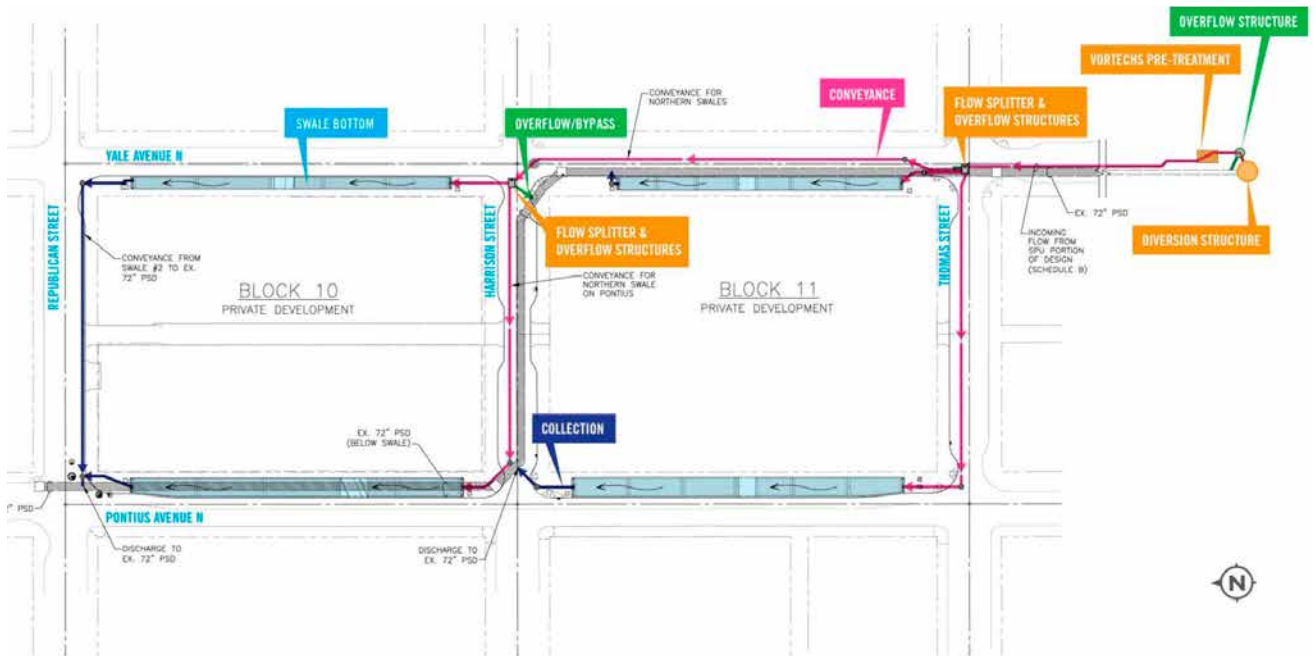 OVERFLOW STRUCTURE
VORTECHS PRE-TREATMENT
CONVEYANCE FOR
NORTHERN SWALES
CONVEYANCE
FLOW SPLITTER &
OVERFLOW STRUCTURES
SWALE BOTTOM
OVERFLOW/BYPASS
YALE AVENUE N
REPUBLICAN STREET
HARRISON STREET
THOMAS STREET
EX. 72" PSD
INCOMING
FLOW FROM
SPU PORTION
OF DESIGN
(SCHEDULE B)
DIVERSION STRUCTURE
FLOW SPLITTER &
OVERFLOW STRUCTURES
CONVEYANCE FROM
SWALE #2 TO EX.
72" PSD
CONVEYANCE FOR
NORTHERN SWALE
ON PONTIUS
BLOCK 10
PRIVATE DEVELOPMENT
BLOCK 11
PRIVATE DEVELOPMENT
EX. 72" PSD
(BELOW SWALE)
COLLECTION
" PSD
PONTIUS AVENUE N
DISCHARGE TO
EX. 72" PSD
DISCHARGE TO
EX. 72" PSD
N